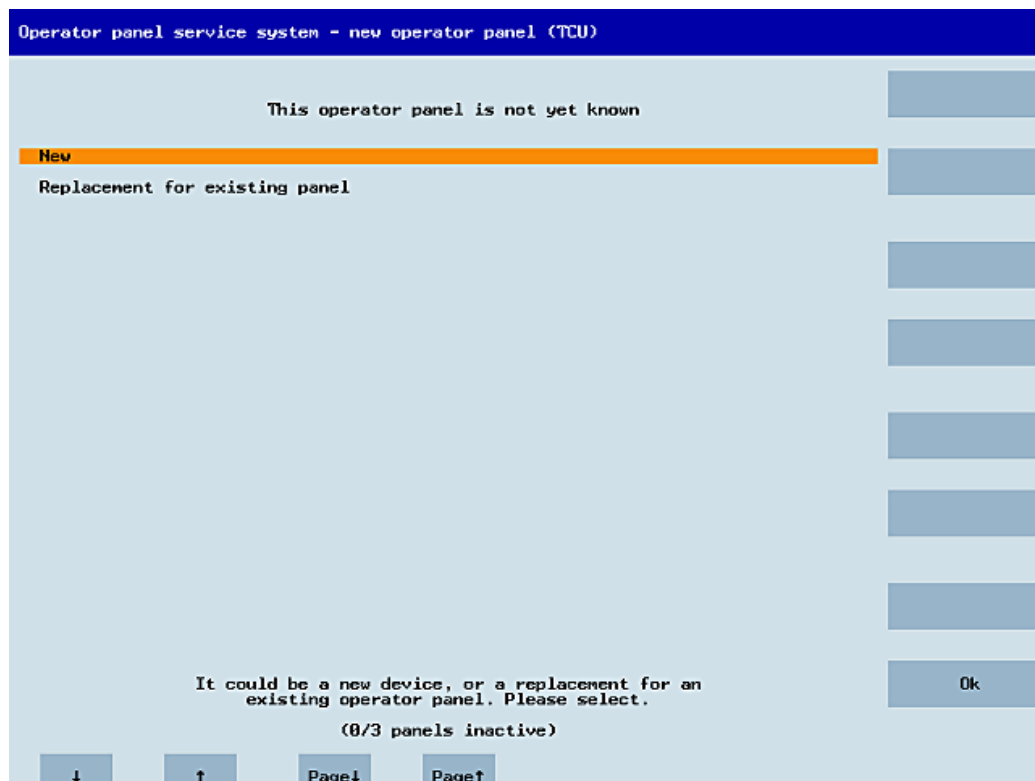 Operator panel service system - new operator panel (TCU)
This operator panel is not yet known
New
Replacement for existing panel
It could be a new device, or a replacement for an
existing operator panel. Please select.
(0/3 panels inactive)
Ok
↓ ↑ Page↓ Page↑